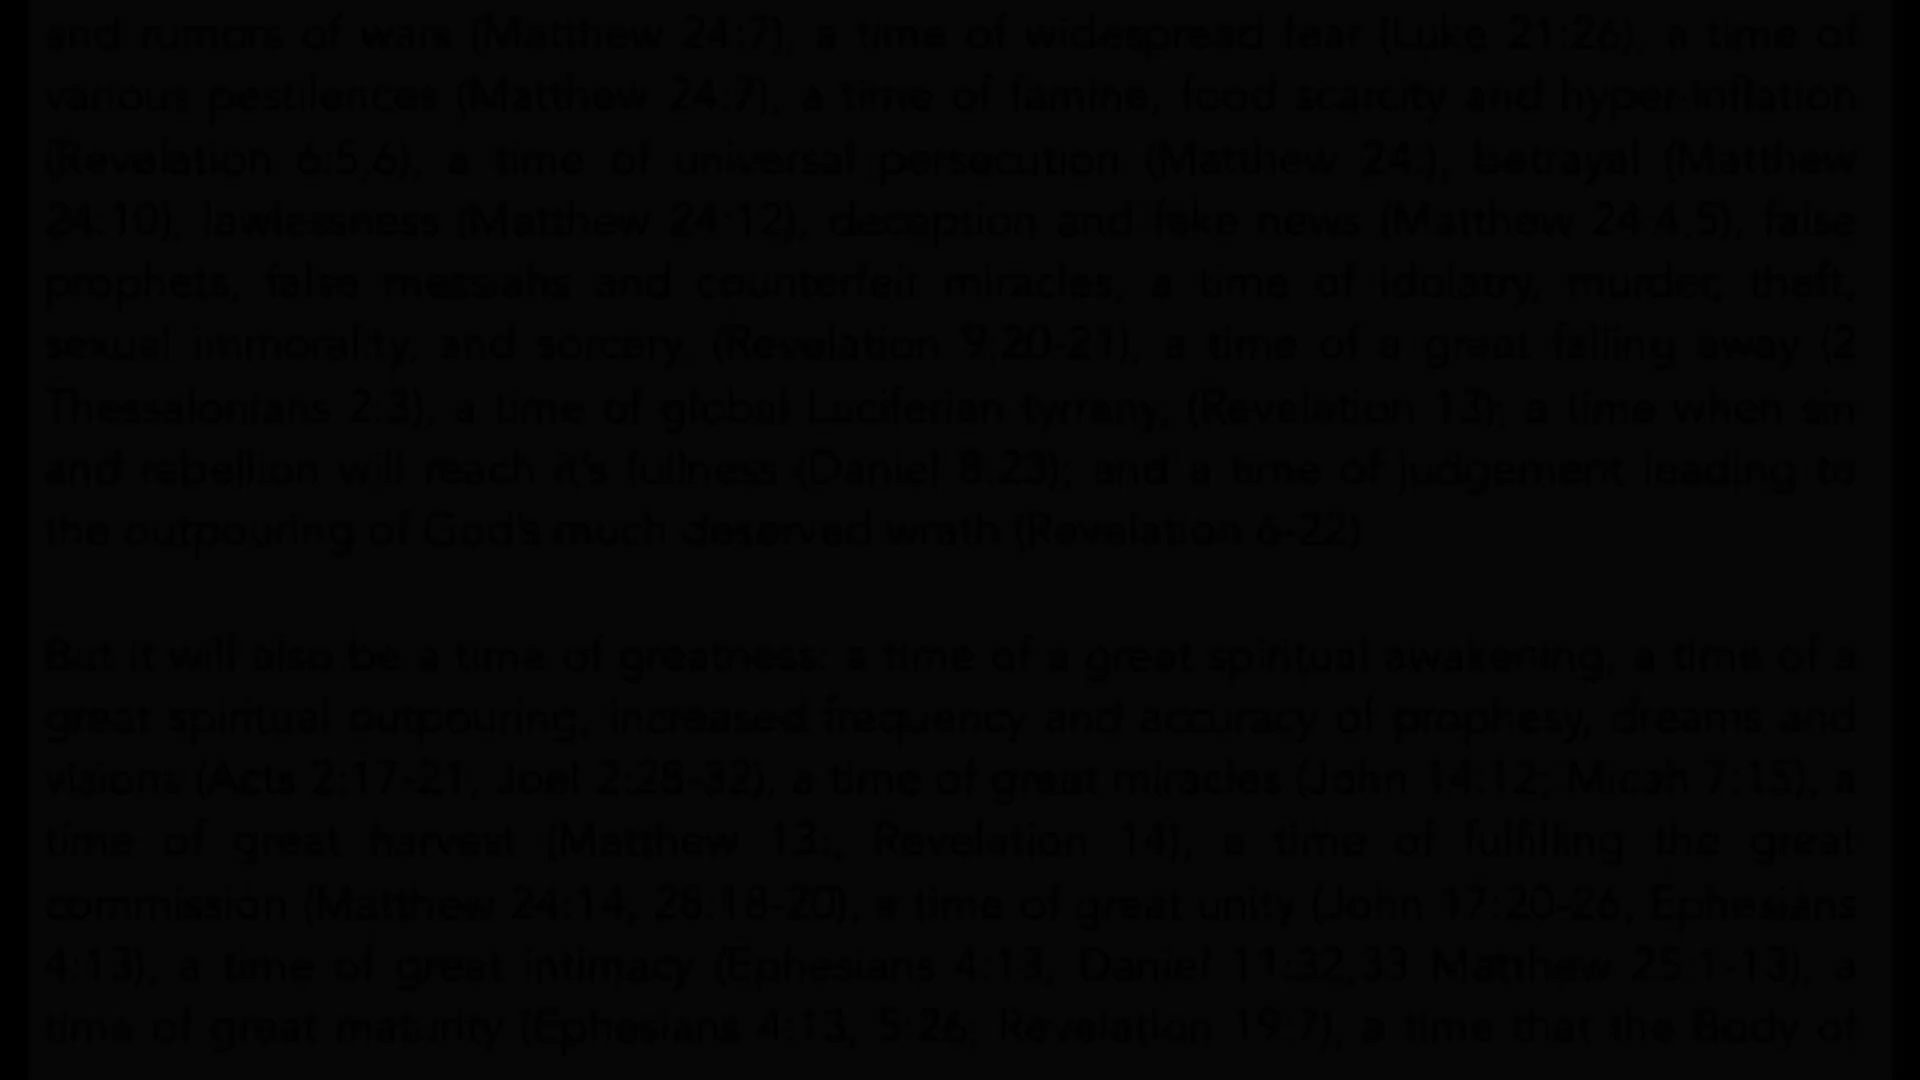 and rumors of wars (Matthew 24:7), a time of widespread fear (Luke 21:26), a time of
various pestilences (Matthew 24:7), a time of famine, food scarcity and hyper-inflation
(Revelation 6:5,6), a time of universal persecution (Matthew 24:), betrayal (Matthew
24:10), lawlessness (Matthew 24:12), deception and fake news (Matthew 24:4.5), false
prophets, false messiahs and counterfeit miracles, a time of idolatry, murder, theft,
sexual immorality, and sorcery, (Revelation 9:20-21), a time of a great falling away (2
Thessalonians 2:3), a time of global Luciferian tyrrany, (Revelation 13); a time when sin
and rebellion will reach it's fullness (Daniel 8:23); and a time of judgement leading to
the outpouring of God's much deserved wrath (Revelation 6-22)
But it will also be a time of greatness: a time of a great spiritual awakening, a time of a
great spiritual outpouring, increased frequency and accuracy of prophesy, dreams and
visions (Acts 2:17-21, Joel 2:28-32), a time of great miracles (John 14:12; Micah 7:15), a
time of great harvest (Matthew 13:, Revelation 14), a time of fulfilling the great
commission (Matthew 24:14, 28:18-20), a time of great unity (John 17:20-26, Ephesians
4:13), a time of great intimacy (Ephesians 4:13, Daniel 11:32,33 Matthew 25:1-13), a
time of great maturity (Ephesians 4:13, 5:26; Revelation 19:7), a time that the Body of